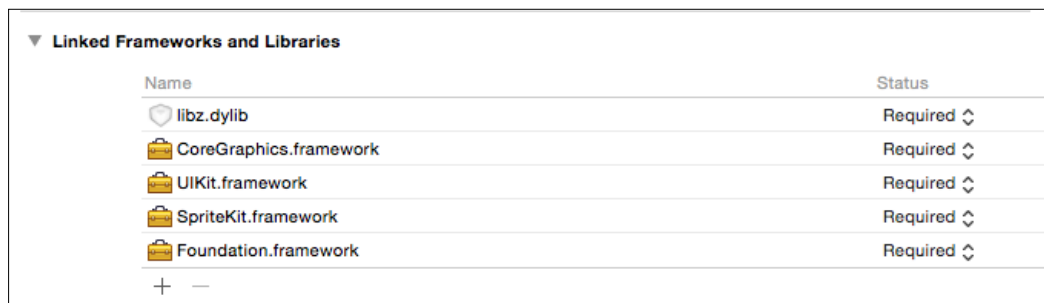 Linked Frameworks and Libraries
Name Status
libz.dylib Required
CoreGraphics.framework Required
UIKit.framework Required
SpriteKit.framework Required
Foundation.framework Required